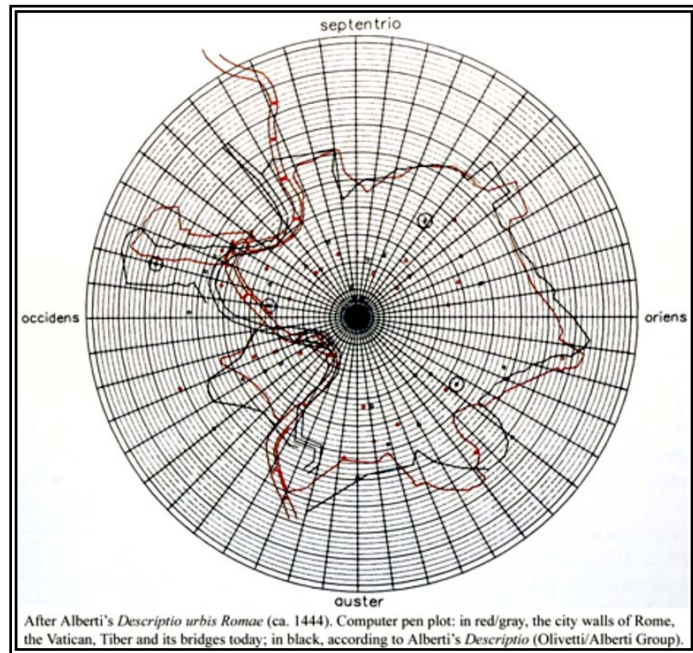 septentrio
occidens
oriens
auster
After Alberti's Descriptio urbis Romae (ca. 1444). Computer pen plot: in red/gray, the city walls of Rome,
the Vatican, Tiber and its bridges today; in black, according to Alberti's Descriptio (Olivetti/Alberti Group).